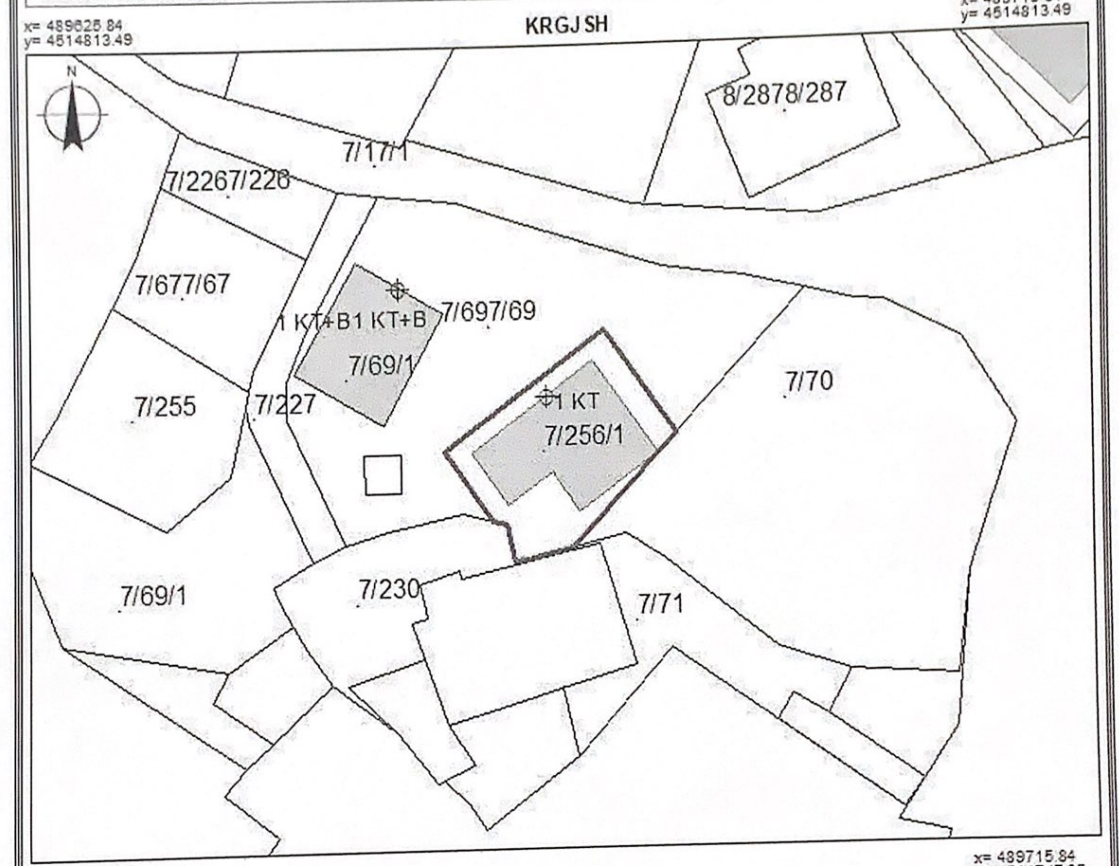 x= 489625.84
y= 4514813.49
KRGJSH
y= 4514813.49
N
8/2878/287
7/17/1
7/2267/226
7/677/67
7/697/69
1 KT+B1 KT+B
7/69/1
7/70
7/255
7/227
1 KT
7/256/1
7/69/1
7/230
7/71
x= 489715.84